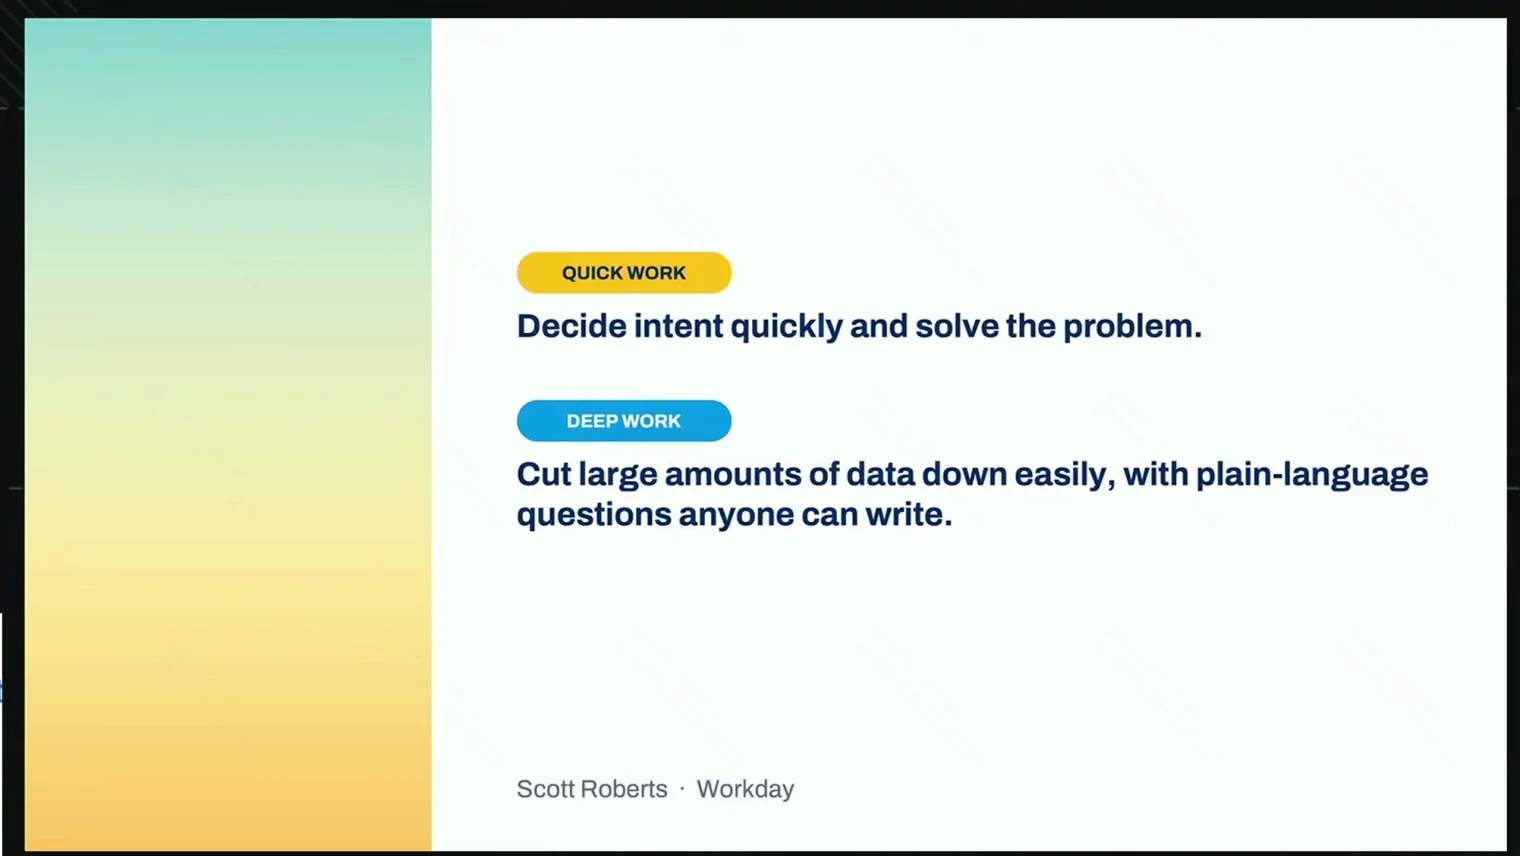 QUICK WORK
Decide intent quickly and solve the problem.
DEEP WORK
Cut large amounts of data down easily, with plain-language
questions anyone can write.
Scott Roberts · Workday